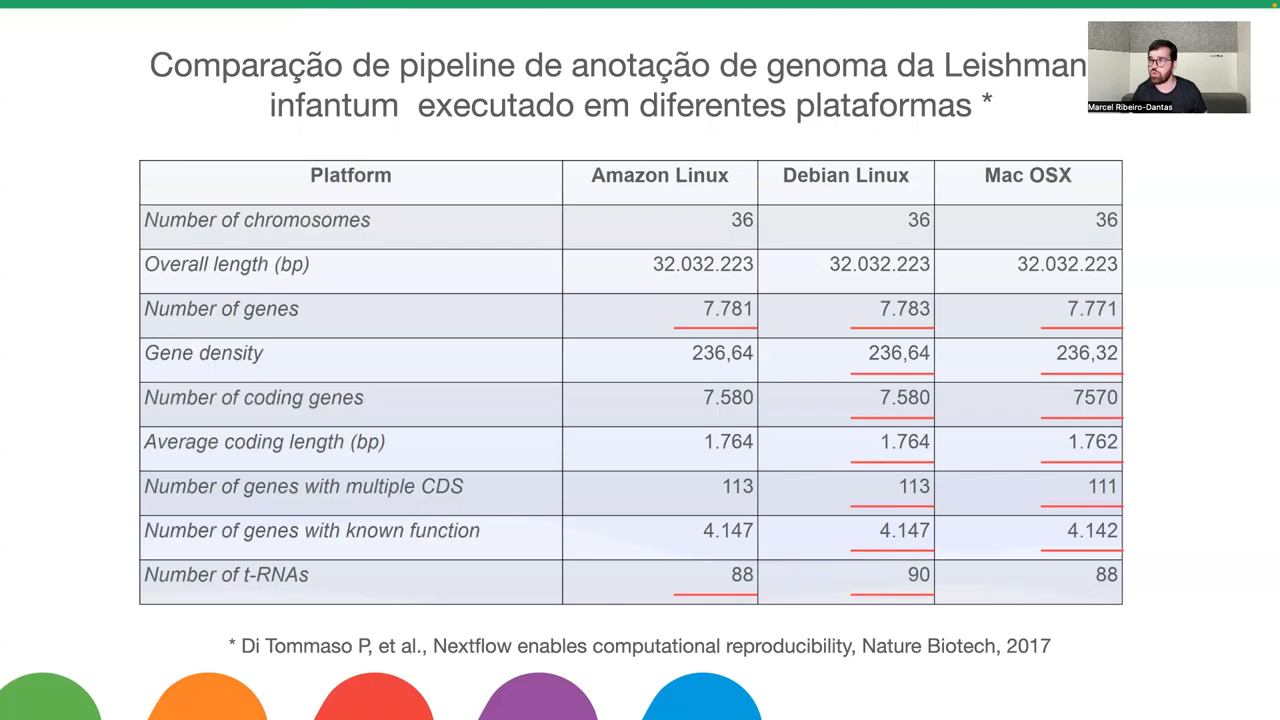 Comparação de pipeline de anotação de genoma da Leishman
infantum executado em diferentes plataformas *
Marcel Ribeiro-Dantas
Platform Amazon Linux Debian Linux Mac OSX
Number of chromosomes 36 36 36
Overall length (bp) 32.032.223 32.032.223 32.032.223
Number of genes 7.781 7.783 7.771
Gene density 236,64 236,64 236,32
Number of coding genes 7.580 7.580 7570
Average coding length (bp) 1.764 1.764 1.762
Number of genes with multiple CDS 113 113 111
Number of genes with known function 4.147 4.147 4.142
Number of t-RNAs 88 90 88
* Di Tommaso P, et al., Nextflow enables computational reproducibility, Nature Biotech, 2017